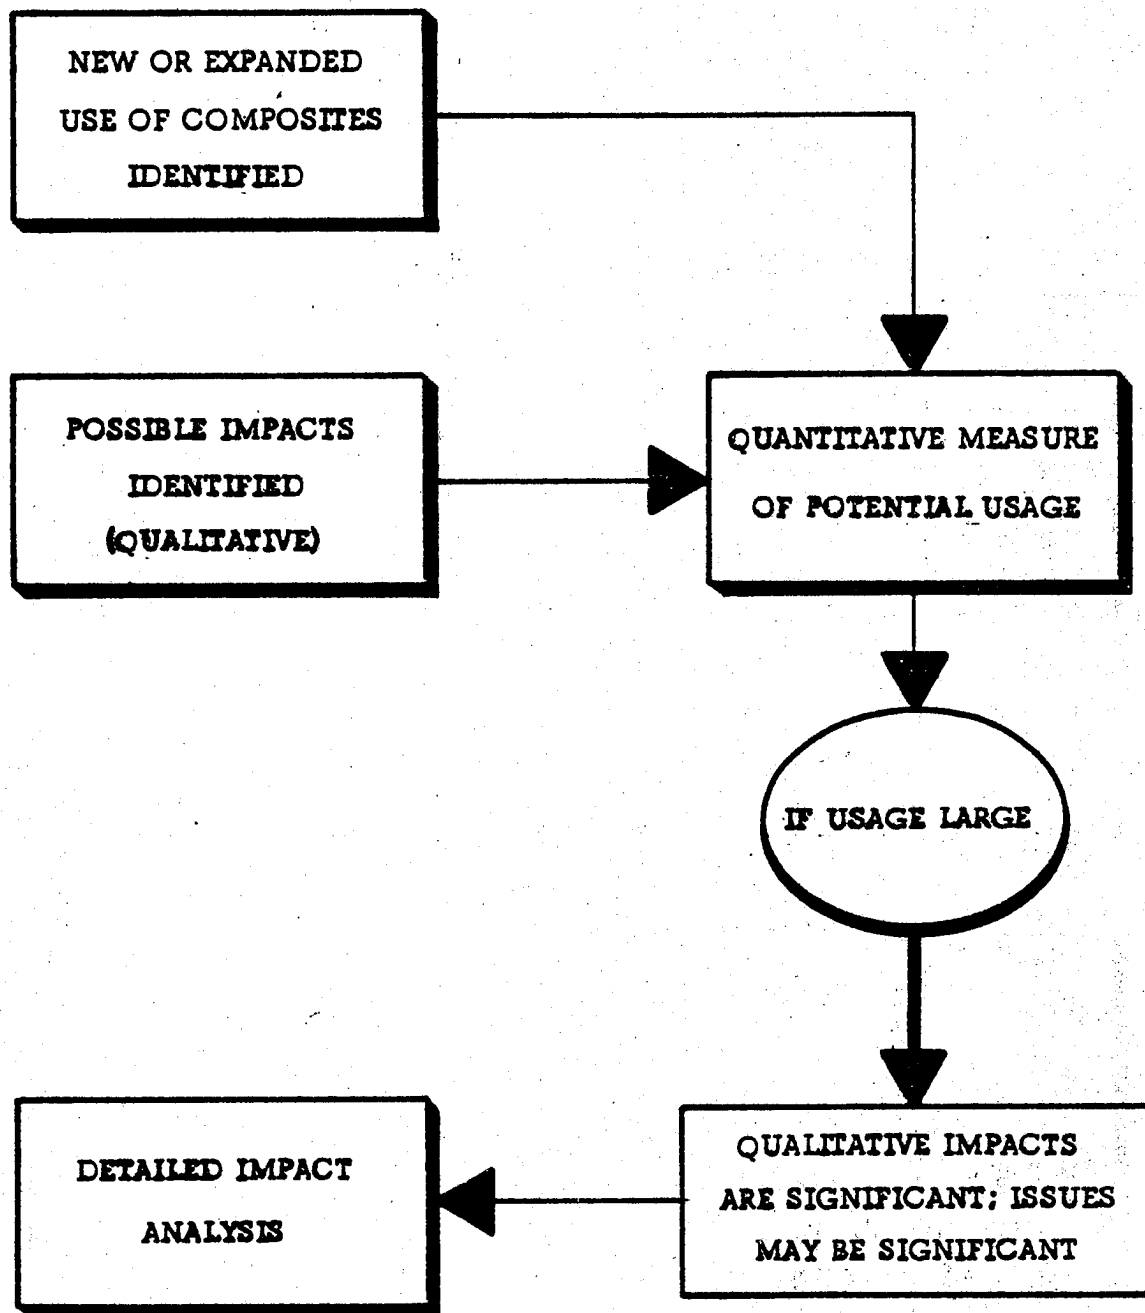 NEW OR EXPANDED
USE OF COMPOSITES
IDENTIFIED
POSSIBLE IMPACTS
IDENTIFIED
(QUALITATIVE)
QUANTITATIVE MEASURE
OF POTENTIAL USAGE
IF USAGE LARGE
QUALITATIVE IMPACTS
ARE SIGNIFICANT; ISSUES
MAY BE SIGNIFICANT
DETAILED IMPACT
ANALYSIS